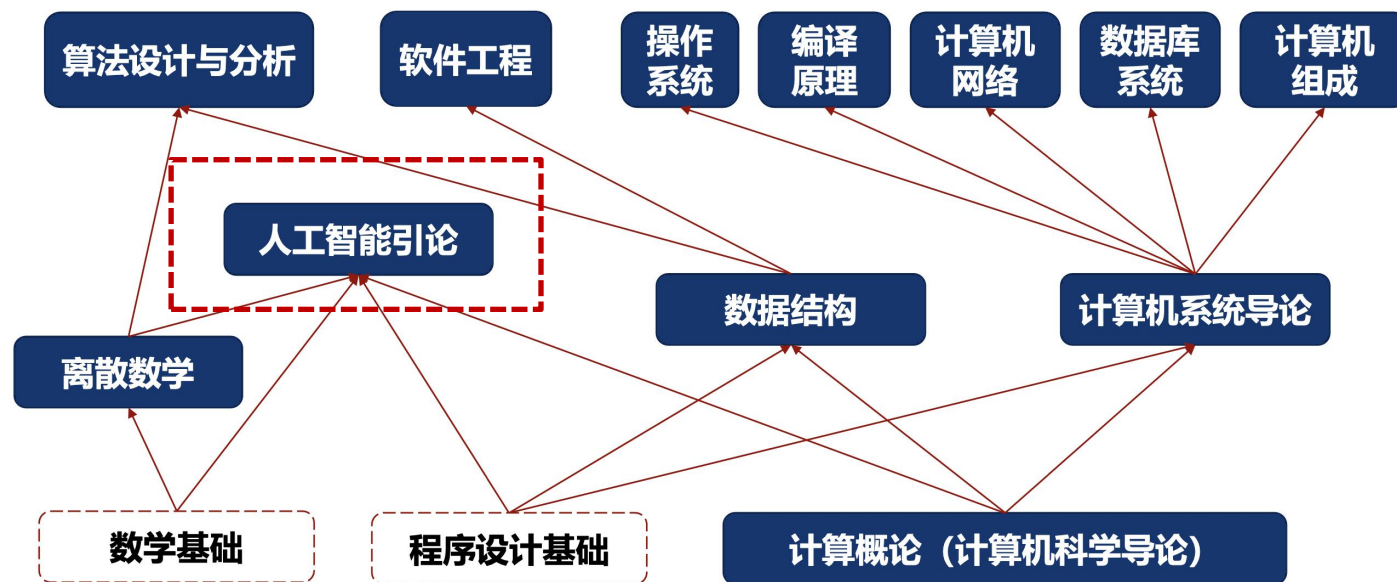 算法设计与分析
软件工程
操作
系统
编译
原理
计算机
网络
数据库
系统
计算机
组成
人工智能引论
数据结构
计算机系统导论
离散数学
数学基础
程序设计基础
计算概论（计算机科学导论）